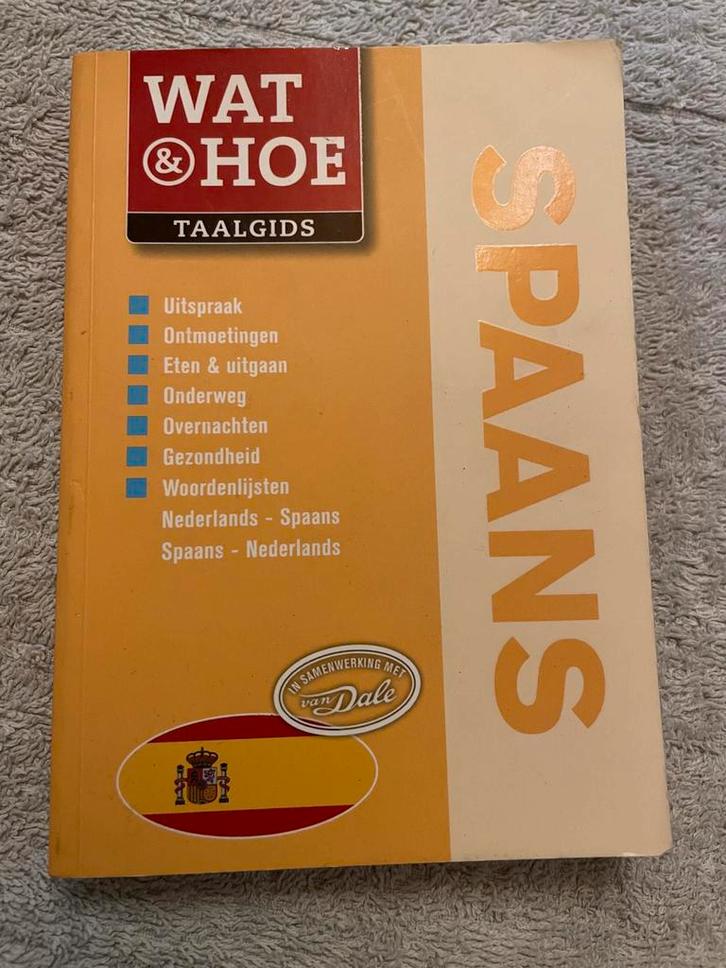 WAT
& HOE
TAALGIDS
Uitspraak
Ontmoetingen
Eten & uitgaan
Onderweg
Overnachten
Gezondheid
Woordenlijsten
Nederlands - Spaans
Spaans - Nederlands
IN SAMENWERKING MET
van Dale
SPAANS